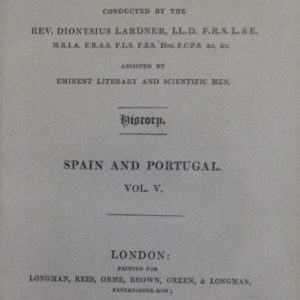 CONDUCTED BY THE
REV. DIONYSIUS LARDNER, LL.D. F.R.S. L. & E.
M.R.I.A. F.R.A.S. F.L.S. F.Z.S. Hon. F.C.P.S. &c. &c.
ASSISTED BY
EMINENT LITERARY AND SCIENTIFIC MEN.
History.
SPAIN AND PORTUGAL.
VOL. V.
LONDON:
PRINTED FOR
LONGMAN, REES, ORME, BROWN, GREEN, & LONGMAN,
PATERNOSTER-ROW;